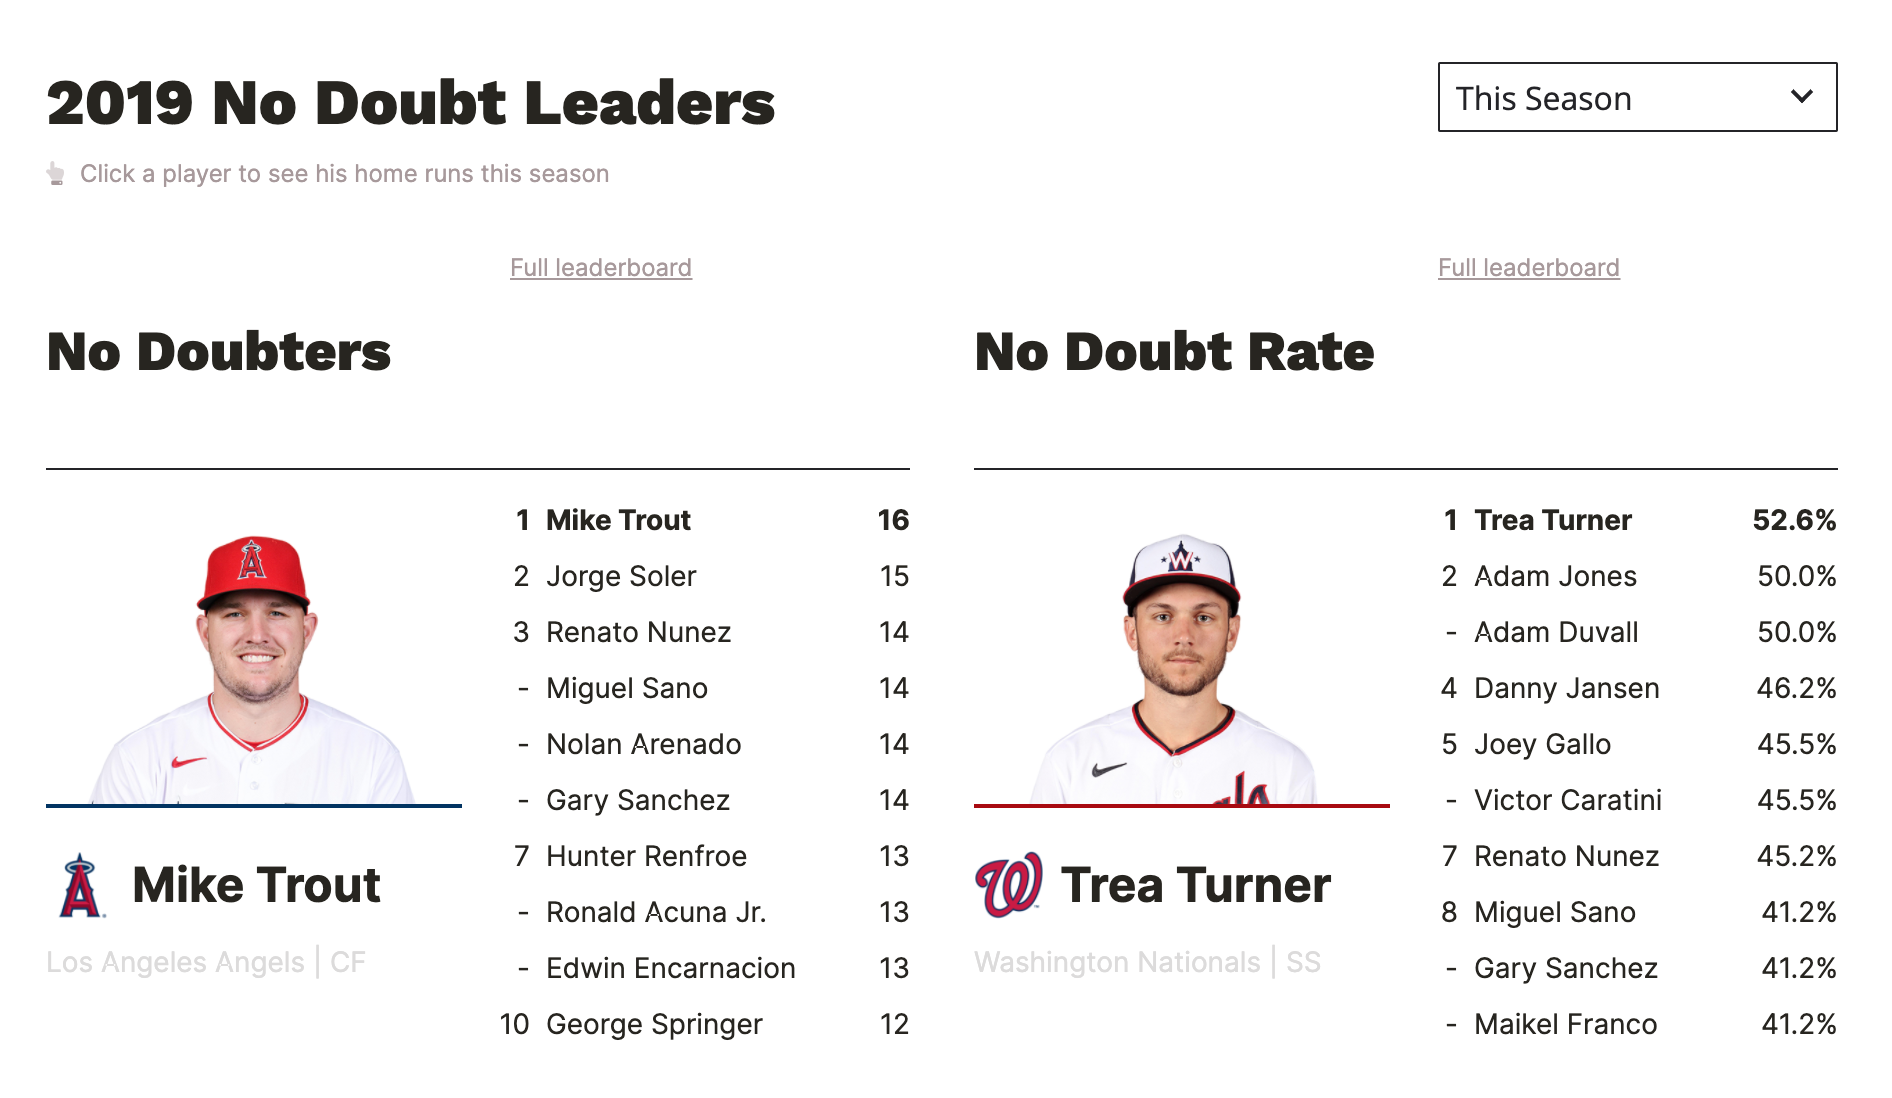 2019 No Doubt Leaders
This Season
Click a player to see his home runs this season
Full leaderboard
No Doubters
1 Mike Trout 16
2 Jorge Soler 15
3 Renato Nunez 14
- Miguel Sano 14
- Nolan Arenado 14
- Gary Sanchez 14
7 Hunter Renfroe 13
- Ronald Acuna Jr. 13
- Edwin Encarnacion 13
10 George Springer 12
A
A
Mike Trout
Los Angeles Angels | CF
Full leaderboard
No Doubt Rate
1 Trea Turner 52.6%
2 Adam Jones 50.0%
- Adam Duvall 50.0%
4 Danny Jansen 46.2%
5 Joey Gallo 45.5%
- Victor Caratini 45.5%
7 Renato Nunez 45.2%
8 Miguel Sano 41.2%
- Gary Sanchez 41.2%
- Maikel Franco 41.2%
W
W
Trea Turner
Washington Nationals | SS